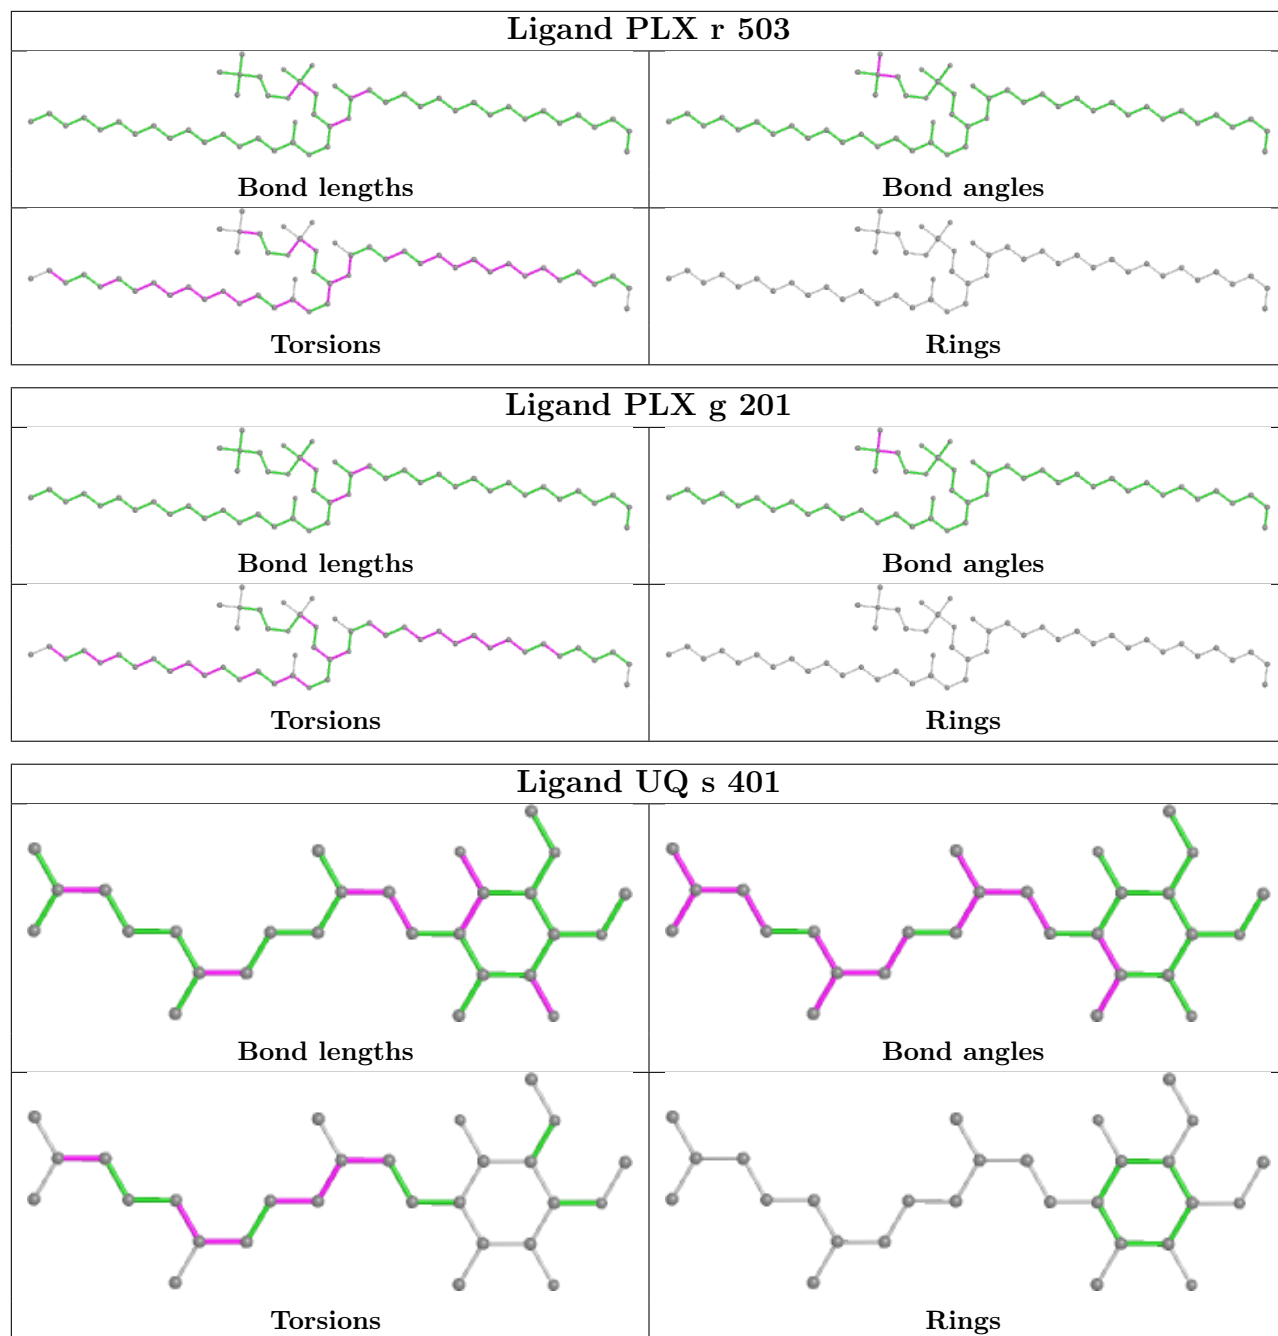 Ligand PLX r 503
Bond lengths
Bond angles
Torsions
Rings
Ligand PLX g 201
Bond lengths
Bond angles
Torsions
Rings
Ligand UQ s 401
Bond lengths
Bond angles
Torsions
Rings